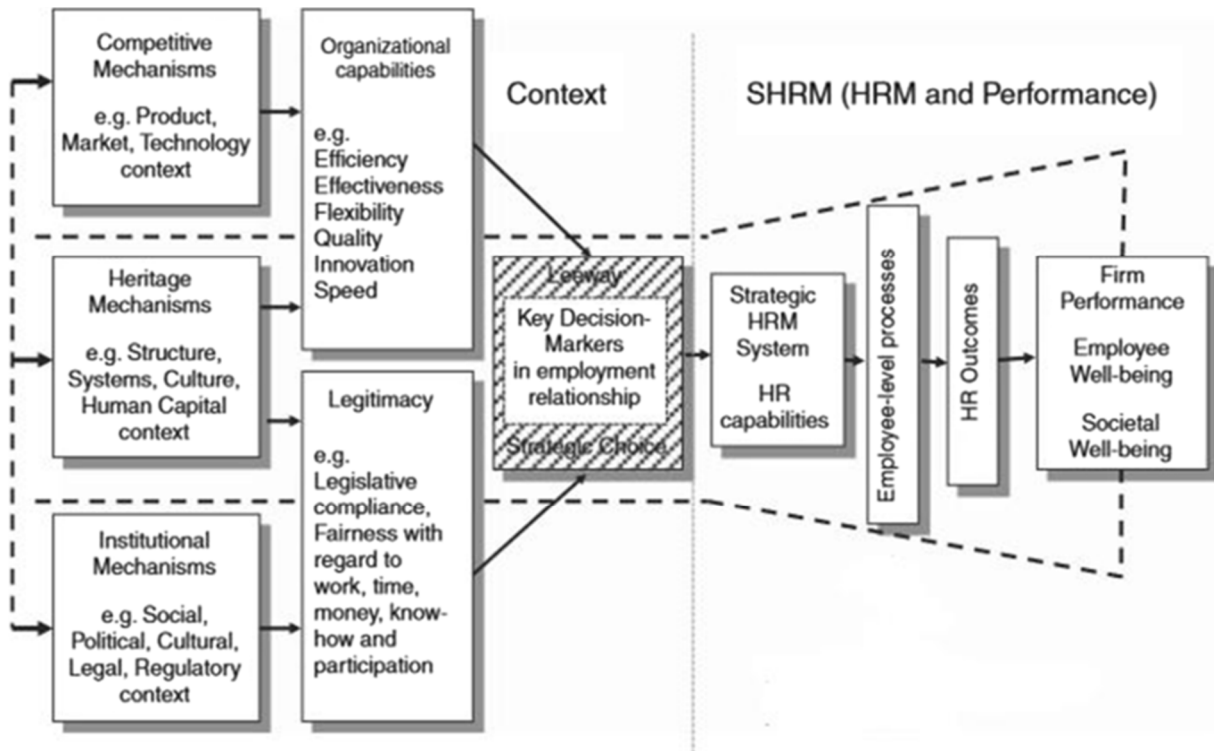 Competitive
Mechanisms
e.g. Product,
Market, Technology
context
Organizational
capabilities
e.g.
Efficiency
Effectiveness
Flexibility
Quality
Innovation
Speed
Context
SHRM (HRM and Performance)
Heritage
Mechanisms
e.g. Structure,
Systems, Culture,
Human Capital
context
Legitimacy
e.g.
Legislative
compliance,
Fairness with
regard to
work, time,
money, know-
how and
participation
Institutional
Mechanisms
e.g. Social,
Political, Cultural,
Legal, Regulatory
context
Leeway
Key Decision-
Markers
in employment
relationship
Strategic Choice
Strategic
HRM
System
HR
capabilities
Employee-level processes
HR Outcomes
Firm
Performance
Employee
Well-being
Societal
Well-being